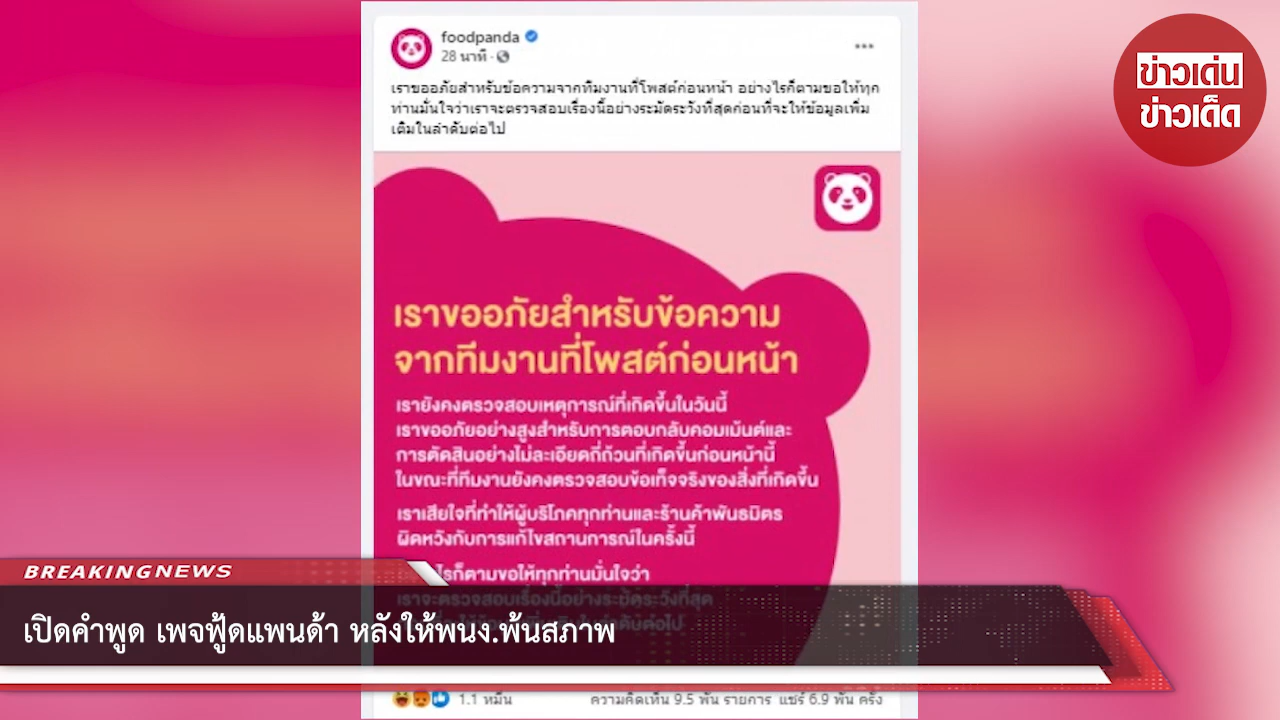 foodpanda
28 นาที ·
เราขออภัยสำหรับข้อความจากทีมงานที่โพสต์ก่อนหน้า อย่างไรก็ตามขอให้ทุก
ท่านมั่นใจว่าเราจะตรวจสอบเรื่องนี้อย่างระมัดระวังที่สุดก่อนที่จะให้ข้อมูลเพิ่ม
เติมในลำดับต่อไป
ข่าวเด่น
ข่าวเด็ด
เราขออภัยสำหรับข้อความ
จากทีมงานที่โพสต์ก่อนหน้า
เรายังคงตรวจสอบเหตุการณ์ที่เกิดขึ้นในวันนี้
เราขออภัยอย่างสูงสำหรับการตอบกลับคอมเม้นต์และ
การตัดสินอย่างไม่ละเอียดถี่ถ้วนที่เกิดขึ้นก่อนหน้านี้
ในขณะที่ทีมงานยังคงตรวจสอบข้อเท็จจริงของสิ่งที่เกิดขึ้น
เราเสียใจที่ทำให้ผู้บริโภคทุกท่านและร้านค้าพันธมิตร
ผิดหวังกับการแก้ไขสถานการณ์ในครั้งนี้
ไรก็ตามขอให้ทุกท่านมั่นใจว่า
เราจะตรวจสอบเรื่องนี้อย่างระมัดระวังที่สุด
BREAKING NEWS
เปิดคำพูด เพจฟู้ดแพนด้า หลังให้พนง.พ้นสภาพ
1.1 หมื่น ความคิดเห็น 9.5 พัน รายการ แชร์ 6.9 พัน ครั้ง